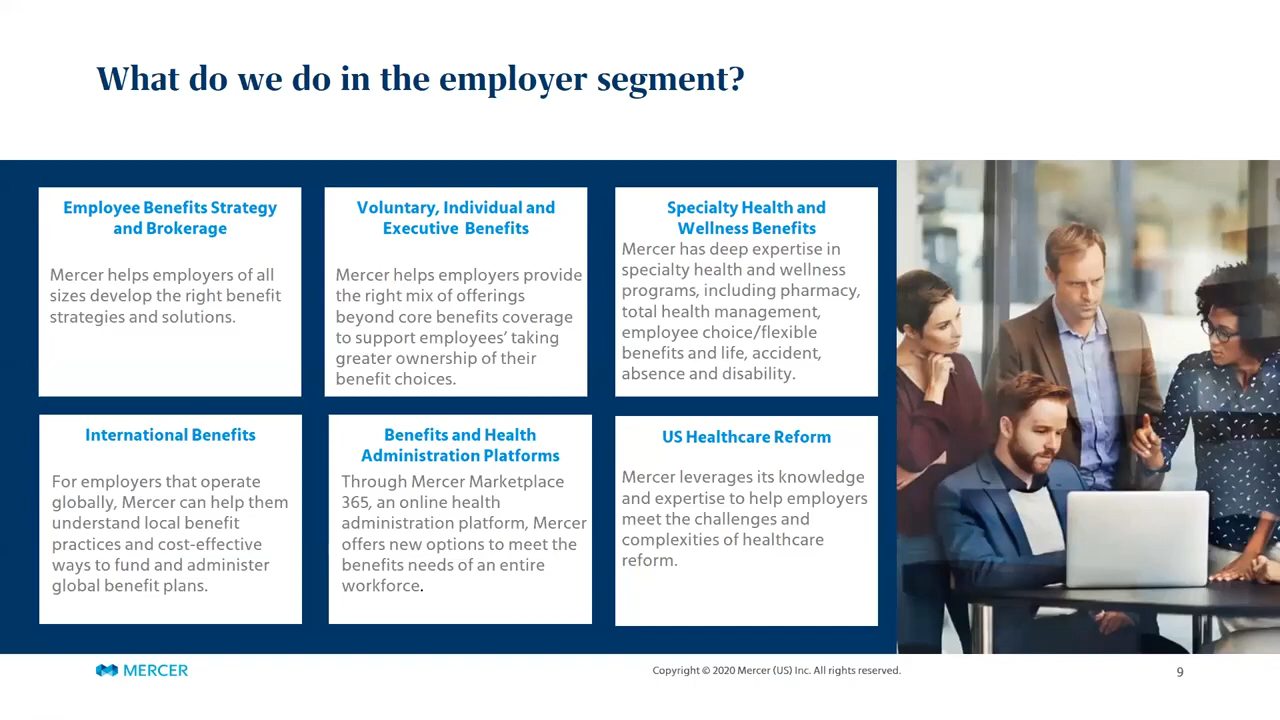 What do we do in the employer segment?
Employee Benefits Strategy
and Brokerage
Mercer helps employers of all
sizes develop the right benefit
strategies and solutions.
Voluntary, Individual and
Executive Benefits
Mercer helps employers provide
the right mix of offerings
beyond core benefits coverage
to support employees’ taking
greater ownership of their
benefit choices.
Specialty Health and
Wellness Benefits
Mercer has deep expertise in
specialty health and wellness
programs, including pharmacy,
total health management,
employee choice/flexible
benefits and life, accident,
absence and disability.
International Benefits
For employers that operate
globally, Mercer can help them
understand local benefit
practices and cost-effective
ways to fund and administer
global benefit plans.
Benefits and Health
Administration Platforms
Through Mercer Marketplace
365, an online health
administration platform, Mercer
offers new options to meet the
benefits needs of an entire
workforce.
US Healthcare Reform
Mercer leverages its knowledge
and expertise to help employers
meet the challenges and
complexities of healthcare
reform.
MERCER
Copyright © 2020 Mercer (US) Inc. All rights reserved.
9